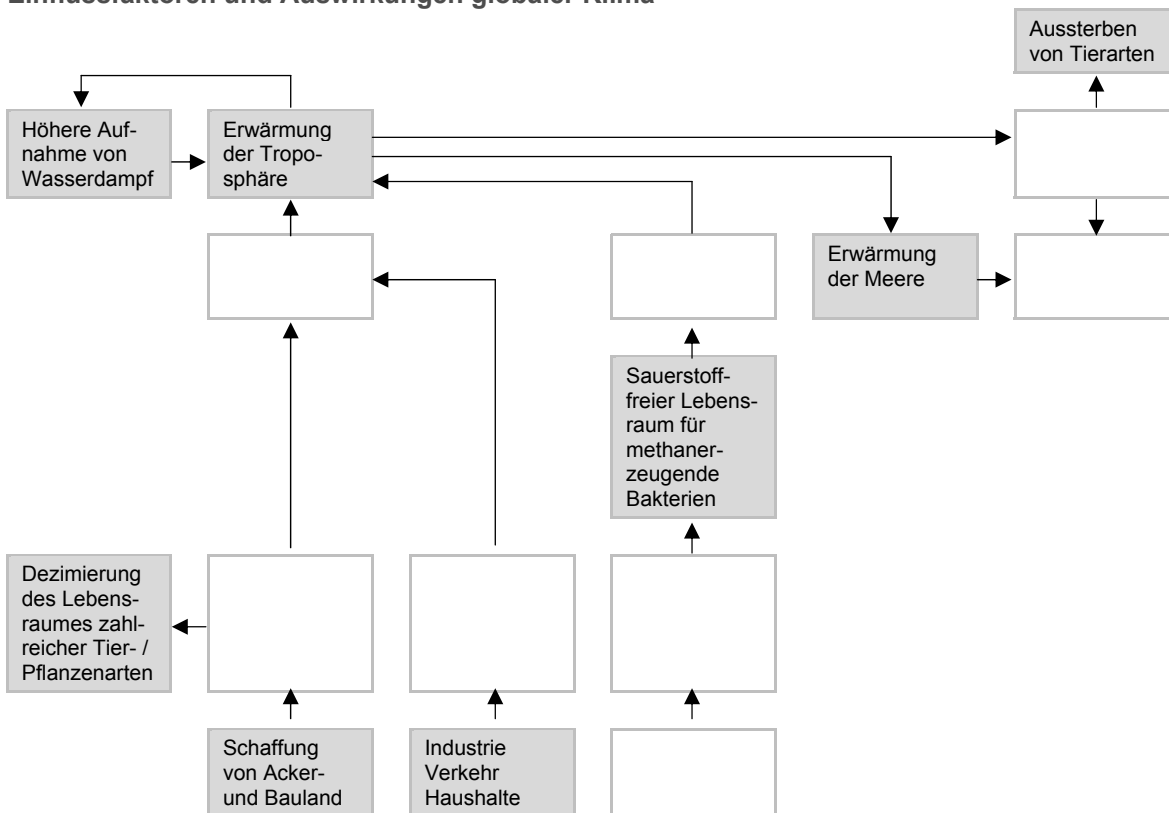 Einflussfaktoren und Auswirkungen globaler Klima
Aussterben
von Tierarten
Höhere Auf-
nahme von
Wasserdampf
Erwärmung
der Tropo-
sphäre
Erwärmung
der Meere
Sauerstoff-
freier Lebens-
raum für
methaner-
zeugende
Bakterien
Dezimierung
des Lebens-
raumes zahl-
reicher Tier- /
Pflanzenarten
Schaffung
von Acker-
und Bauland
Industrie
Verkehr
Haushalte